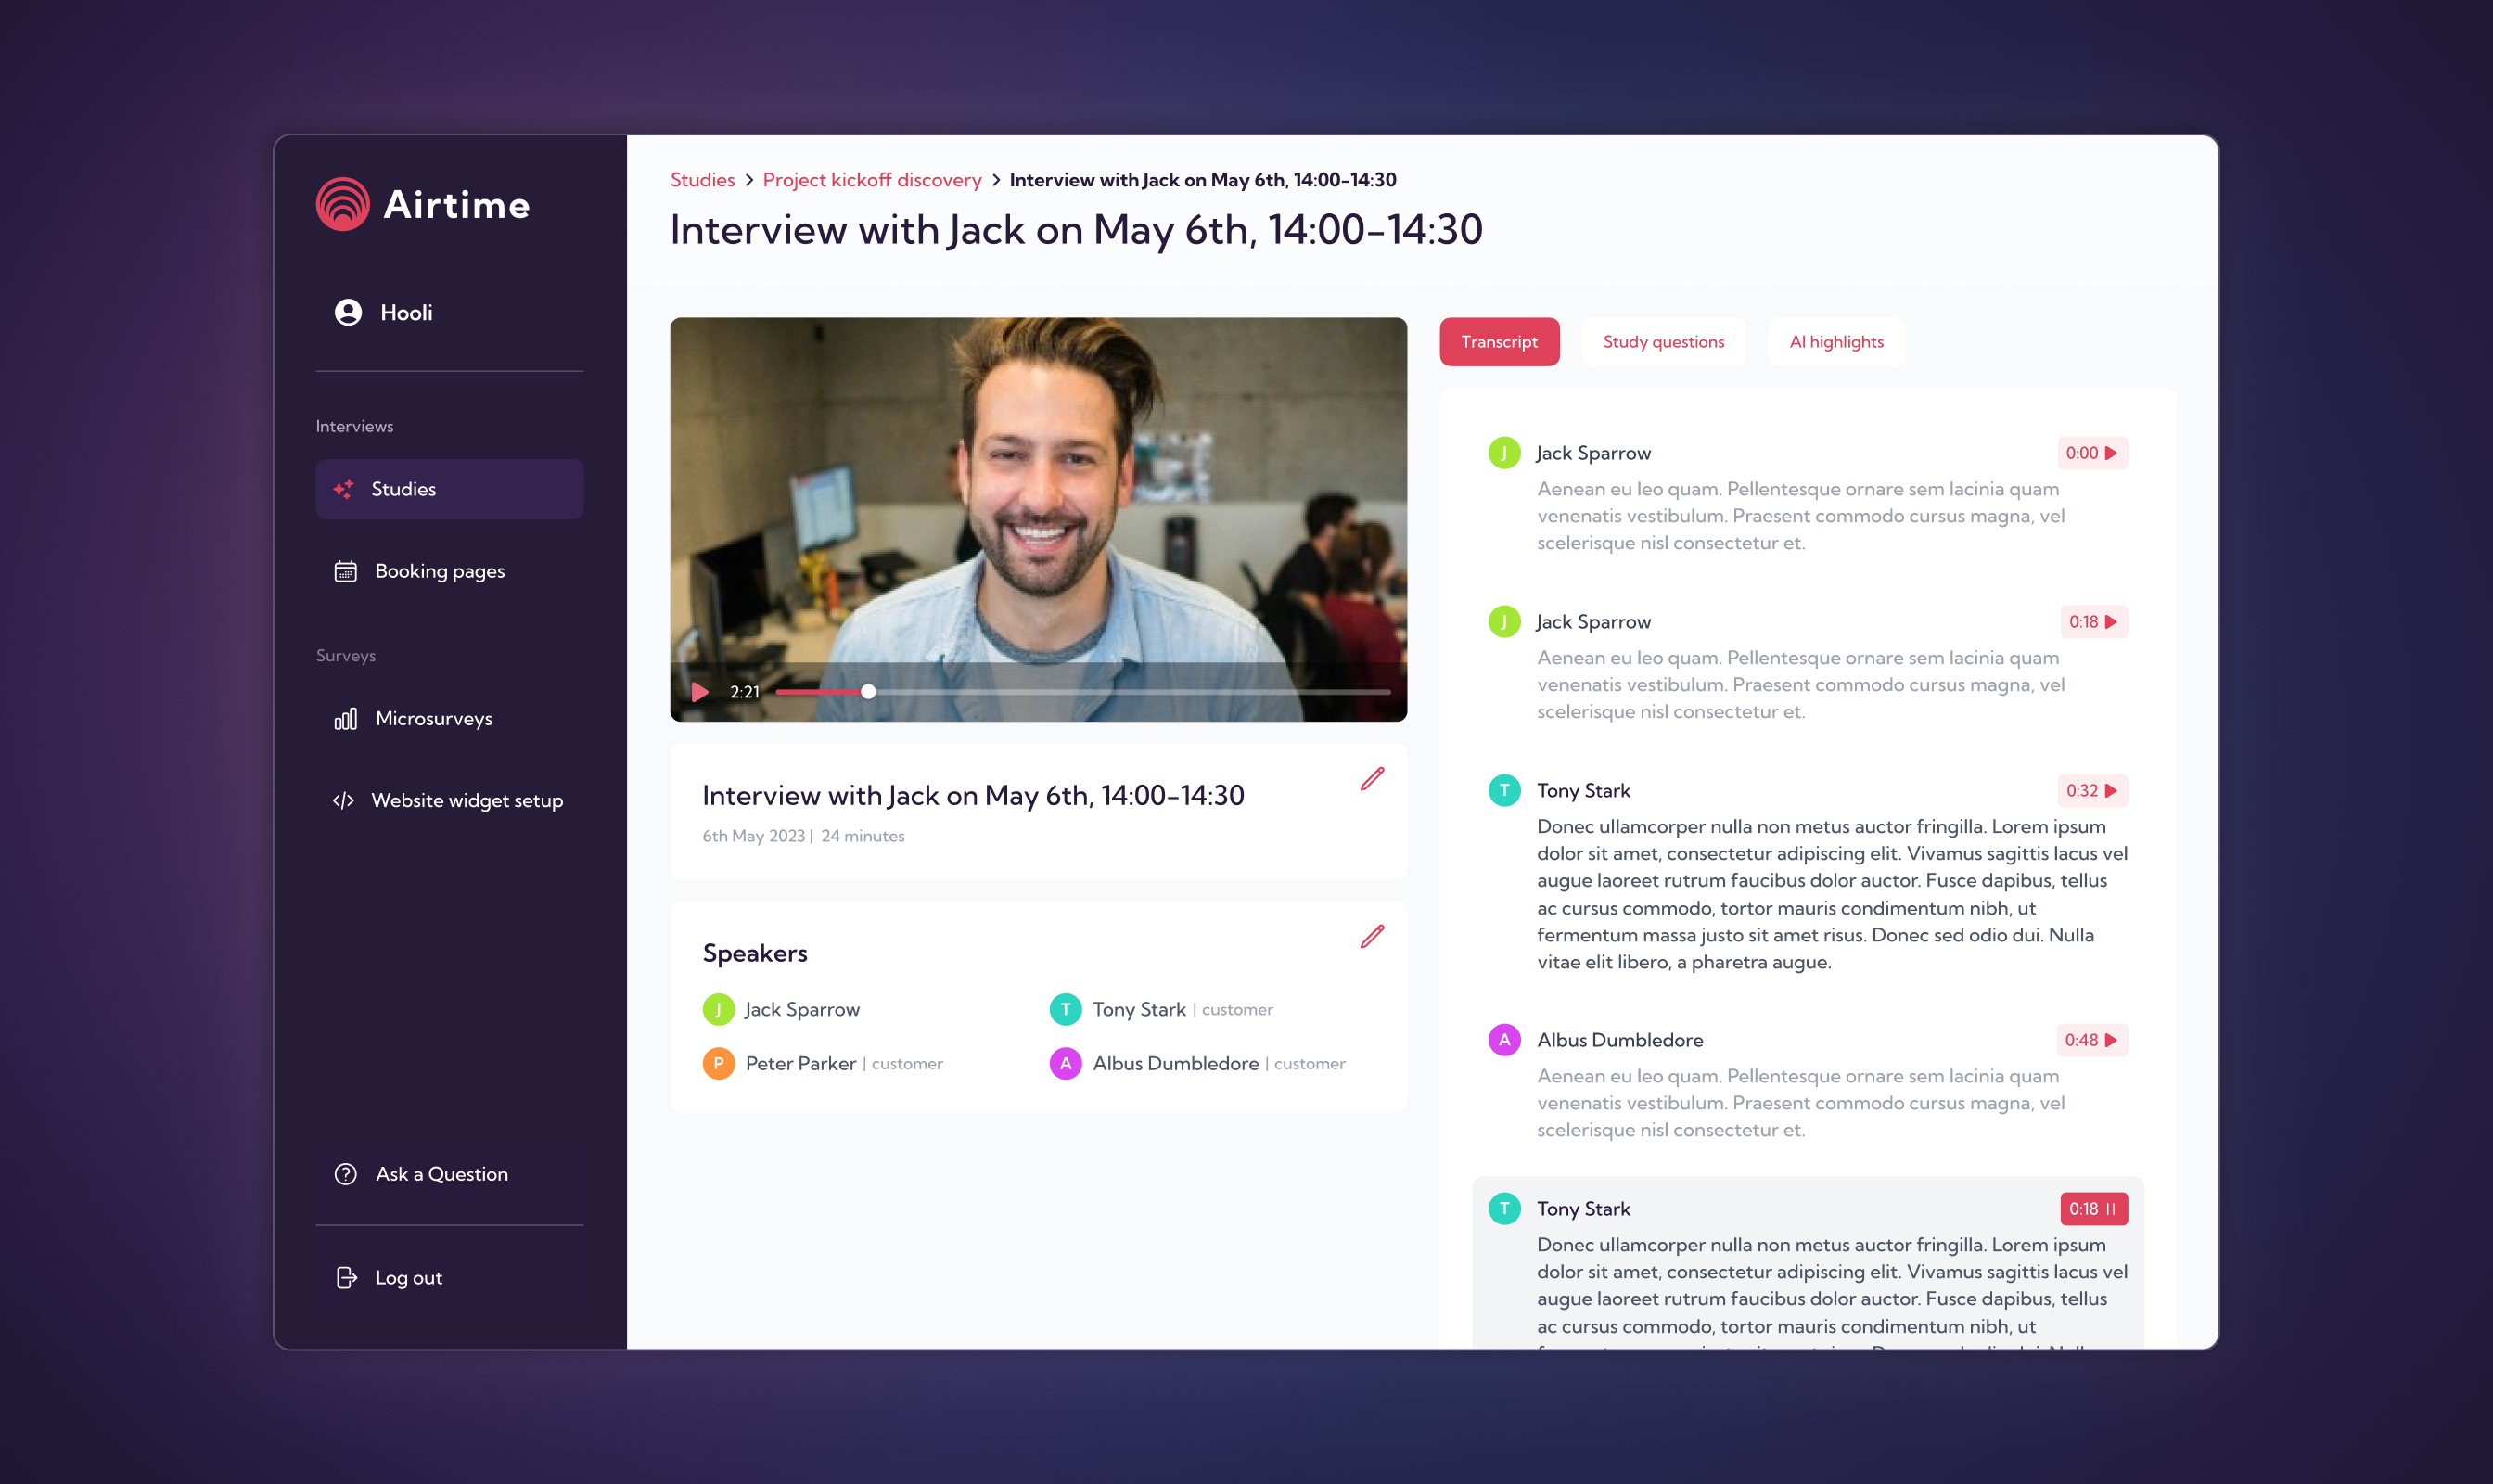 Airtime
Hooli
Interviews
Studies
Booking pages
Surveys
Microsurveys
Website widget setup
Ask a Question
Log out
Studies > Project kickoff discovery > Interview with Jack on May 6th, 14:00-14:30
Interview with Jack on May 6th, 14:00-14:30
2:21
Interview with Jack on May 6th, 14:00-14:30
6th May 2023 | 24 minutes
Speakers
J Jack Sparrow
T Tony Stark | customer
P Peter Parker | customer
A Albus Dumbledore | customer
Transcript
Study questions
AI highlights
J Jack Sparrow 0:00
Aenean eu leo quam. Pellentesque ornare sem lacinia quam
venenatis vestibulum. Praesent commodo cursus magna, vel
scelerisque nisl consectetur et.
J Jack Sparrow 0:18
Aenean eu leo quam. Pellentesque ornare sem lacinia quam
venenatis vestibulum. Praesent commodo cursus magna, vel
scelerisque nisl consectetur et.
T Tony Stark 0:32
Donec ullamcorper nulla non metus auctor fringilla. Lorem ipsum
dolor sit amet, consectetur adipiscing elit. Vivamus sagittis lacus vel
augue laoreet rutrum faucibus dolor auctor. Fusce dapibus, tellus
ac cursus commodo, tortor mauris condimentum nibh, ut
fermentum massa justo sit amet risus. Donec sed odio dui. Nulla
vitae elit libero, a pharetra augue.
A Albus Dumbledore 0:48
Aenean eu leo quam. Pellentesque ornare sem lacinia quam
venenatis vestibulum. Praesent commodo cursus magna, vel
scelerisque nisl consectetur et.
T Tony Stark 0:18
Donec ullamcorper nulla non metus auctor fringilla. Lorem ipsum
dolor sit amet, consectetur adipiscing elit. Vivamus sagittis lacus vel
augue laoreet rutrum faucibus dolor auctor. Fusce dapibus, tellus
ac cursus commodo, tortor mauris condimentum nibh, ut